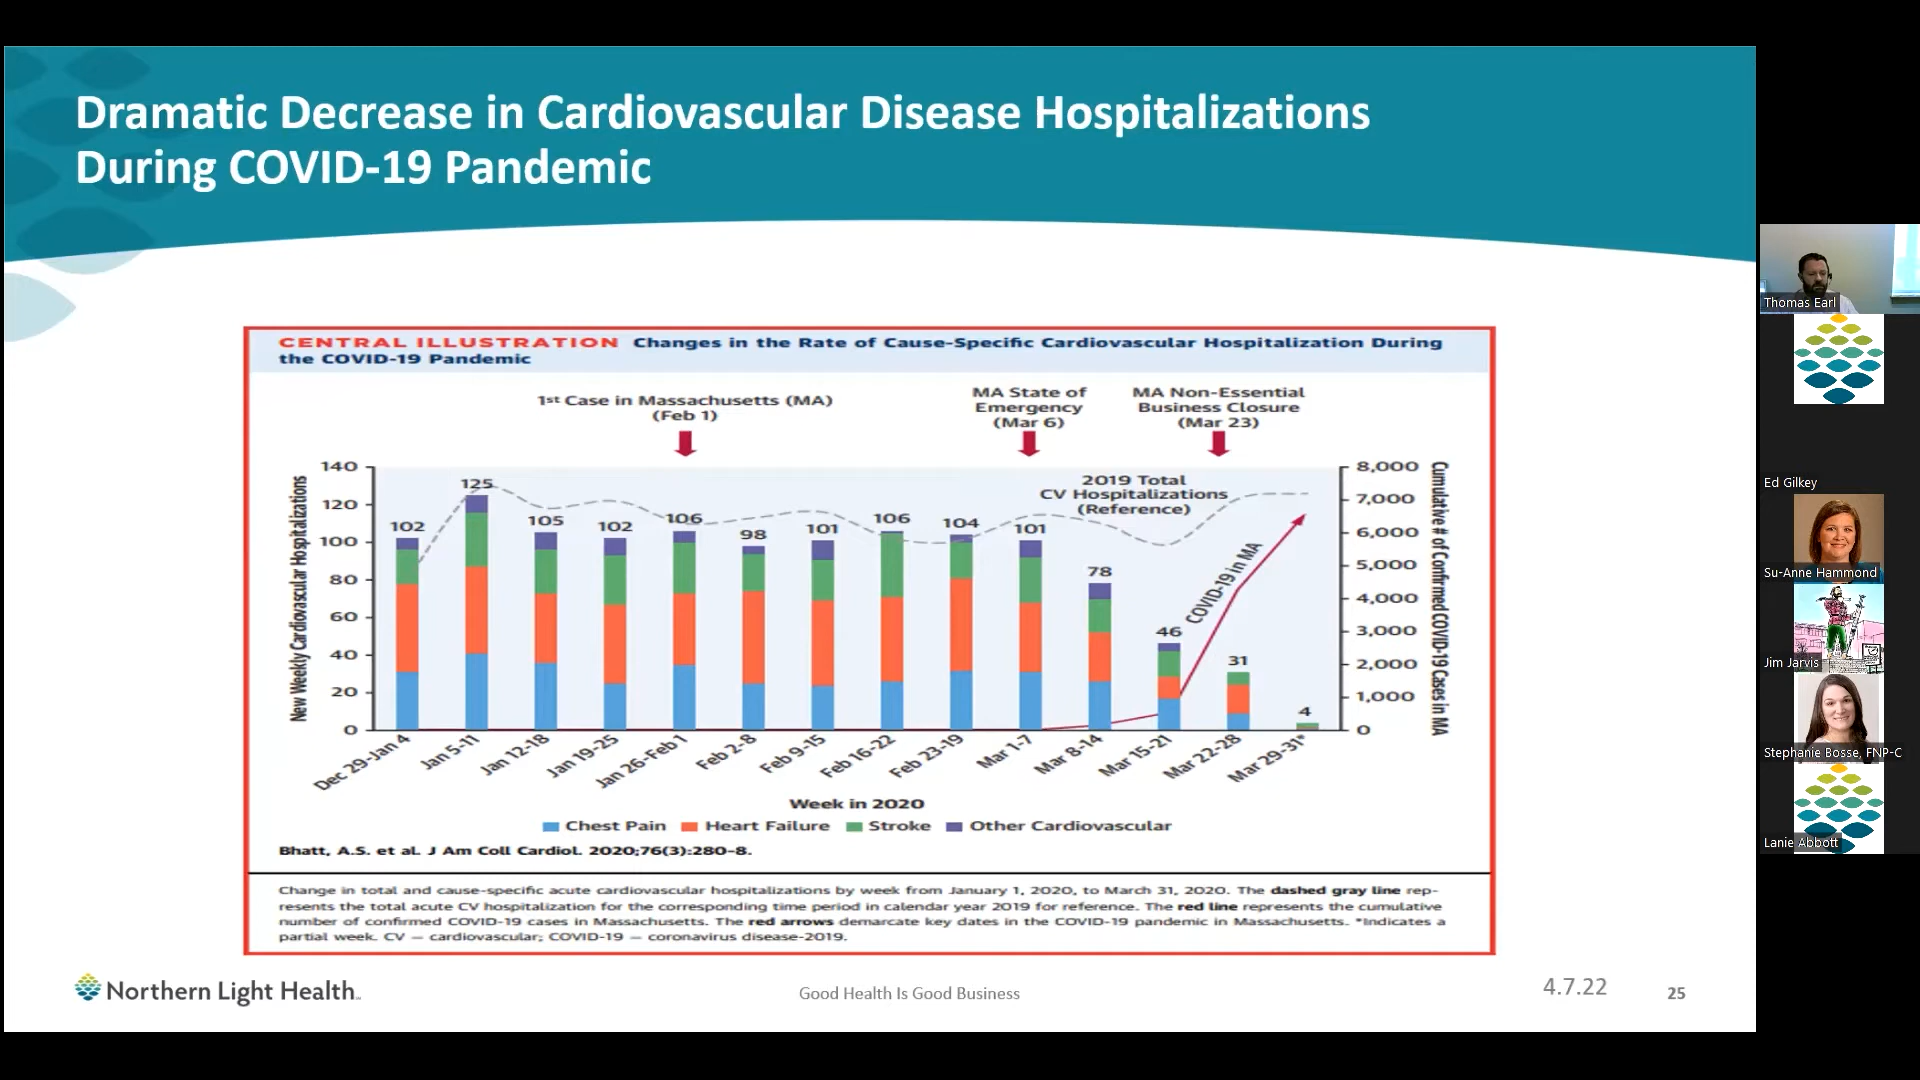 Dramatic Decrease in Cardiovascular Disease Hospitalizations
During COVID-19 Pandemic
CENTRAL ILLUSTRATION Changes in the Rate of Cause-Specific Cardiovascular Hospitalization During
the COVID-19 Pandemic
1st Case in Massachusetts (MA)
(Feb 1)
MA State of
Emergency
(Mar 6)
MA Non-Essential
Business Closure
(Mar 23)
New Weekly Cardiovascular Hospitalizations
140
120
100
80
60
40
20
0
102
125
105
102
106
98
101
106
104
101
78
46
31
4
2019 Total
CV Hospitalizations
(Reference)
COVID-19 in MA
8,000
7,000
6,000
5,000
4,000
3,000
2,000
1,000
0
Cumulative # of Confirmed COVID-19 Cases in MA
Dec 29-Jan 4
Jan 5-11
Jan 12-18
Jan 19-25
Jan 26-Feb 1
Feb 2-8
Feb 9-15
Feb 16-22
Feb 23-19
Mar 1-7
Mar 8-14
Mar 15-21
Mar 22-28
Mar 29-31*
Week in 2020
Chest Pain Heart Failure Stroke Other Cardiovascular
Bhatt, A.S. et al. J Am Coll Cardiol. 2020;76(3):280–8.
Change in total and cause-specific acute cardiovascular hospitalizations by week from January 1, 2020, to March 31, 2020. The dashed gray line rep-
resents the total acute CV hospitalization for the corresponding time period in calendar year 2019 for reference. The red line represents the cumulative
number of confirmed COVID-19 cases in Massachusetts. The red arrows demarcate key dates in the COVID-19 pandemic in Massachusetts. *Indicates a
partial week. CV = cardiovascular; COVID-19 = coronavirus disease-2019.
Northern Light Health
Good Health Is Good Business
4.7.22
25
Thomas Earl
Ed Gilkey
Su-Anne Hammond
Jim Jarvis
Stephanie Bosse, FNP-C
Lanie Abbott